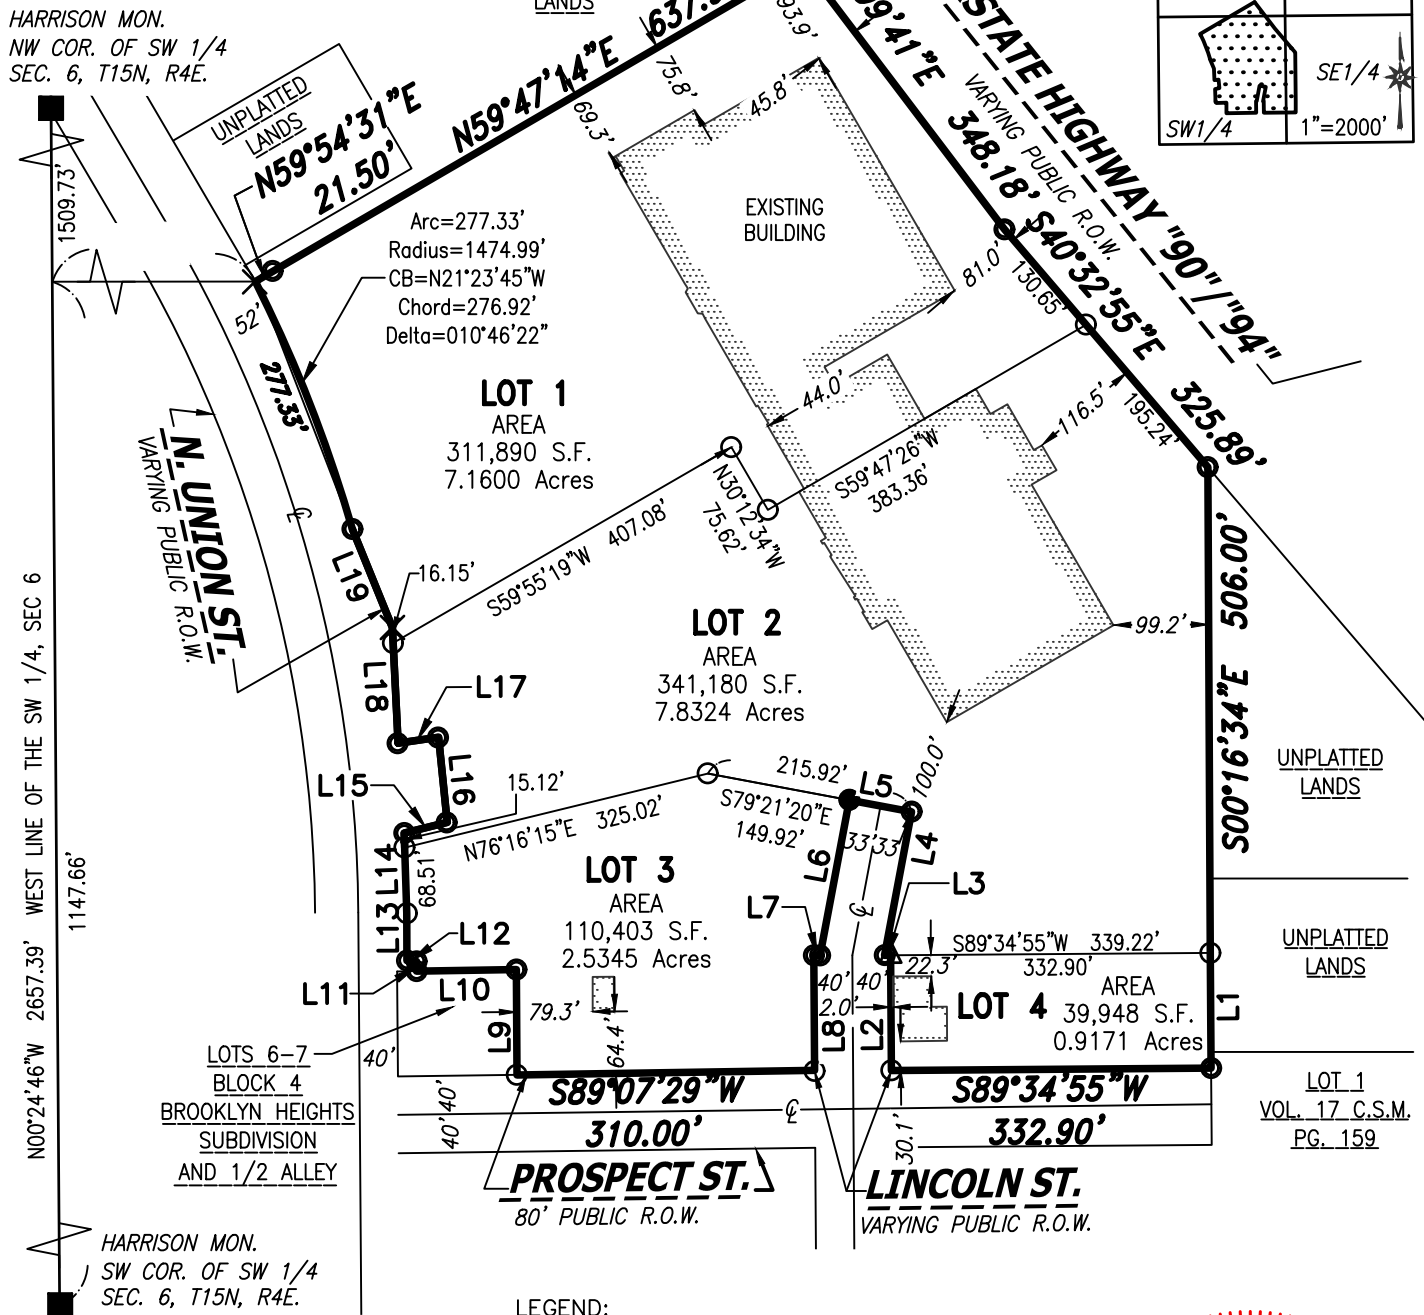 HARRISON MON.
NW COR. OF SW 1/4
SEC. 6, T15N, R4E.
LANDS
UNPLATTED
LANDS
N59°54'31"E
21.50'
N59°47'14"E
75.8'
69.3'
45.8'
93.9'
348.18'
VARYING PUBLIC R.O.W.
HIGHWAY "90"/"94"
SE1/4
SW1/4
1"=2000'
1509.73'
Arc=277.33'
Radius=1474.99'
CB=N21°23'45"W
Chord=276.92'
Delta=010°46'22"
EXISTING
BUILDING
52'
277.33'
81.0'
130.65'
S40°32'55"E
325.89'
195.24'
116.5'
44.0'
LOT 1
AREA
311,890 S.F.
7.1600 Acres
N. UNION ST.
VARYING PUBLIC R.O.W.
℄
L19
16.15'
S59°55'19"W 407.08'
N30°12'34"W
75.62'
S59°47'26"W
383.36'
S00°16'34"E 506.00'
99.2'
LOT 2
AREA
341,180 S.F.
7.8324 Acres
L18
L17
L16
L15
15.12'
N76°16'15"E 325.02'
215.92'
S79°21'20"E
149.92'
L5
100.0'
L6
33'
33'
L4
℄
L3
L7
UNPLATTED
LANDS
UNPLATTED
LANDS
L14
68.51'
L13
L12
L11
L10
LOT 3
AREA
110,403 S.F.
2.5345 Acres
79.3'
64.4'
L9
40'
40'
2.0'
L8
L2
S89°34'55"W 339.22'
332.90'
22.3'
LOT 4
AREA
39,948 S.F.
0.9171 Acres
L1
N00°24'46"W 2657.39' WEST LINE OF THE SW 1/4, SEC 6
1147.66'
LOTS 6-7
BLOCK 4
BROOKLYN HEIGHTS
SUBDIVISION
AND 1/2 ALLEY
40'
40'
40'
S89°07'29"W
310.00'
℄
S89°34'55"W
332.90'
30.1'
LOT 1
VOL. 17 C.S.M.
PG. 159
PROSPECT ST.
80' PUBLIC R.O.W.
LINCOLN ST.
VARYING PUBLIC R.O.W.
HARRISON MON.
SW COR. OF SW 1/4
SEC. 6, T15N, R4E.
LEGEND: